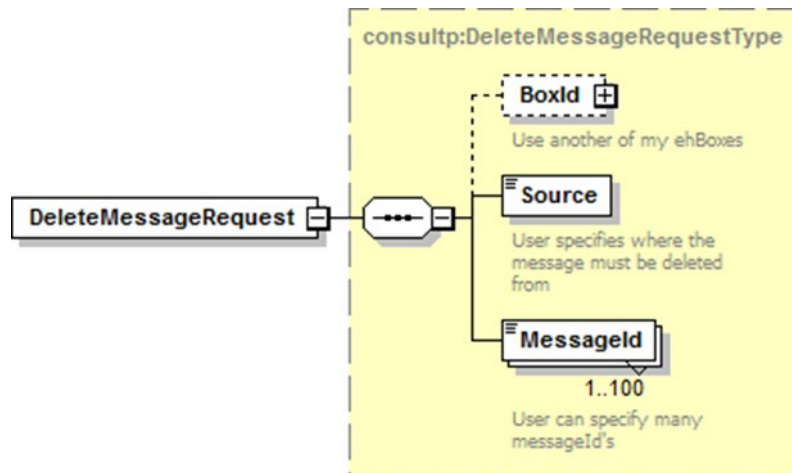 consultp:DeleteMessageRequestType
BoxId
Use another of my ehBoxes
DeleteMessageRequest
Source
User specifies where the
message must be deleted
from
MessageId
1..100
User can specify many
messageId's